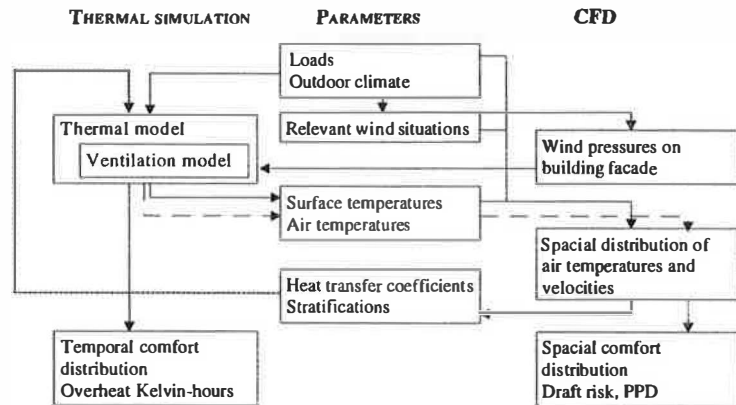 THERMAL SIMULATION
PARAMETERS
CFD
Loads
Outdoor climate
Relevant wind situations
Thermal model
Ventilation model
Wind pressures on
building facade
Surface temperatures
Air temperatures
Spacial distribution of
air temperatures and
velocities
Heat transfer coefficients
Stratifications
Temporal comfort
distribution
Overheat Kelvin-hours
Spacial comfort
distribution
Draft risk, PPD